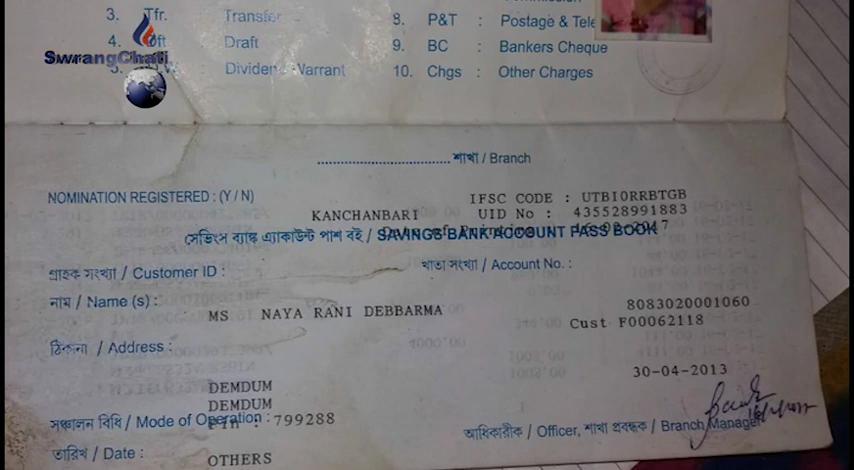 3. Tfr. Transfer 8. P&T : Postage & Tele
4. Dft Draft 9. BC : Bankers Cheque
5. Dividend Warrant 10. Chgs : Other Charges
SwrangChati
শাখা / Branch
NOMINATION REGISTERED : (Y / N) IFSC CODE : UTBI0RRBTGB
KANCHANBARI UID No : 435528991883
সেভিংস ব্যাঙ্ক এ্যাকাউন্ট পাশ বই / SAVINGS BANK ACCOUNT PASS BOOK
গ্রাহক সংখ্যা / Customer ID : খাতা সংখ্যা / Account No. :
নাম / Name (s) : 8083020001060
MS NAYA RANI DEBBARMA Cust F00062118
ঠিকানা / Address :
30-04-2013
DEMDUM
DEMDUM
সঞ্চালন বিধি / Mode of Operation : Pin : 799288
আধিকারীক / Officer, শাখা প্রবন্ধক / Branch Manager
তারিখ / Date : OTHERS